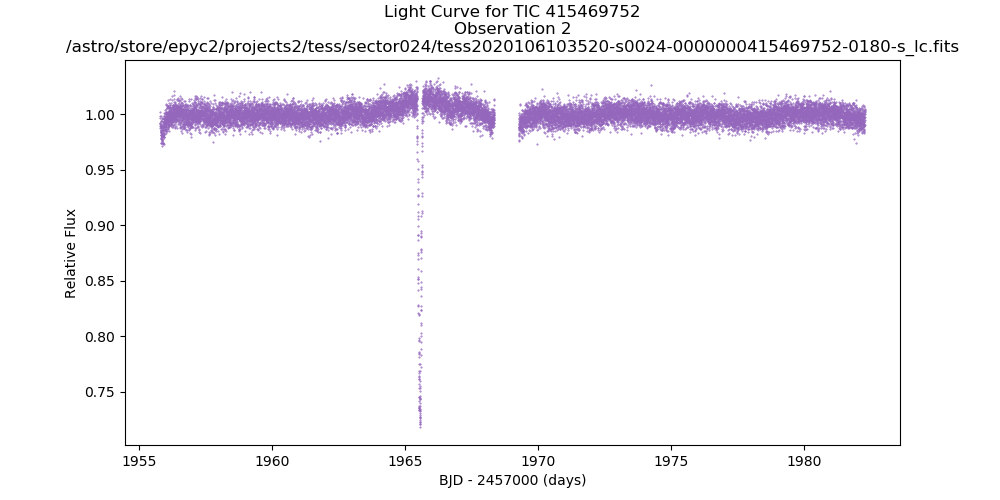 Light Curve for TIC 415469752
Observation 2
/astro/store/epyc2/projects2/tess/sector024/tess2020106103520-s0024-0000000415469752-0180-s_lc.fits
1.00
0.95
0.90
0.85
0.80
0.75
Relative Flux
1955
1960
1965
1970
1975
1980
BJD - 2457000 (days)